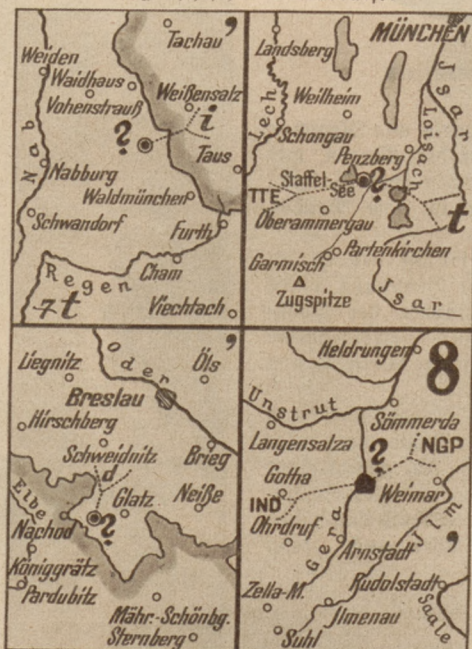 Tachau ’
Weiden
Waidhaus
Vohenstrauß
Weißensalz
i
?
Nab
Taus
Nabburg
Waldmünchen
Schwandorf
Furth
Regen
Cham
7 t
Viechtach
MÜNCHEN
Landsberg
Isar
Lech
Weilheim
Loisach
Schongau
Penzberg
Staffel-
See
?
TTE
t
Oberammergau
Partenkirchen
Garmisch
Zugspitze
Isar
Oder
’
Liegnitz
Öls
Breslau
Hirschberg
Schweidnitz
Brieg
d
Elbe
Glatz
Neiße
Nachod
?
Königgrätz
Pardubitz
Mähr.-Schönbg.
Sternberg
Heldrungen
8
Unstrut
Sömmerda
Langensalza
?
NGP
Gotha
Weimar
IND
Ohrdruf
Ilm
’
Gera
Arnstadt
Zella-M.
Rudolstadt
Ilmenau
Saale
Suhl